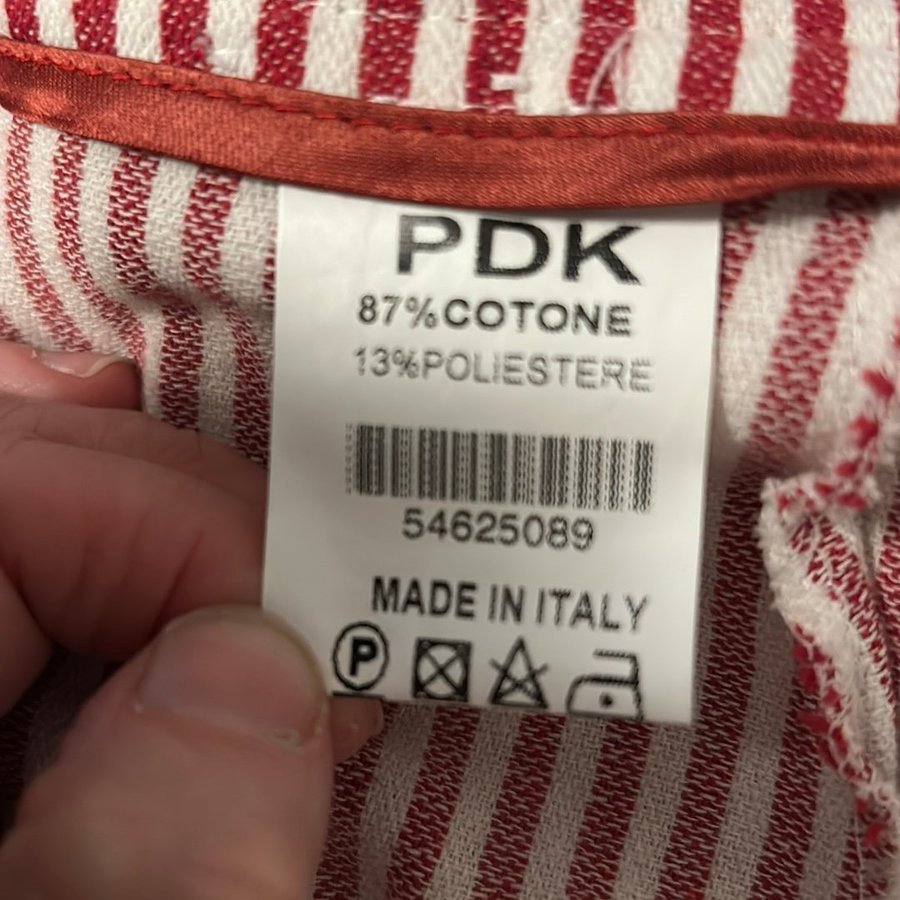 PDK
87%COTONE
13%POLIESTERE
54625089
MADE IN ITALY
P